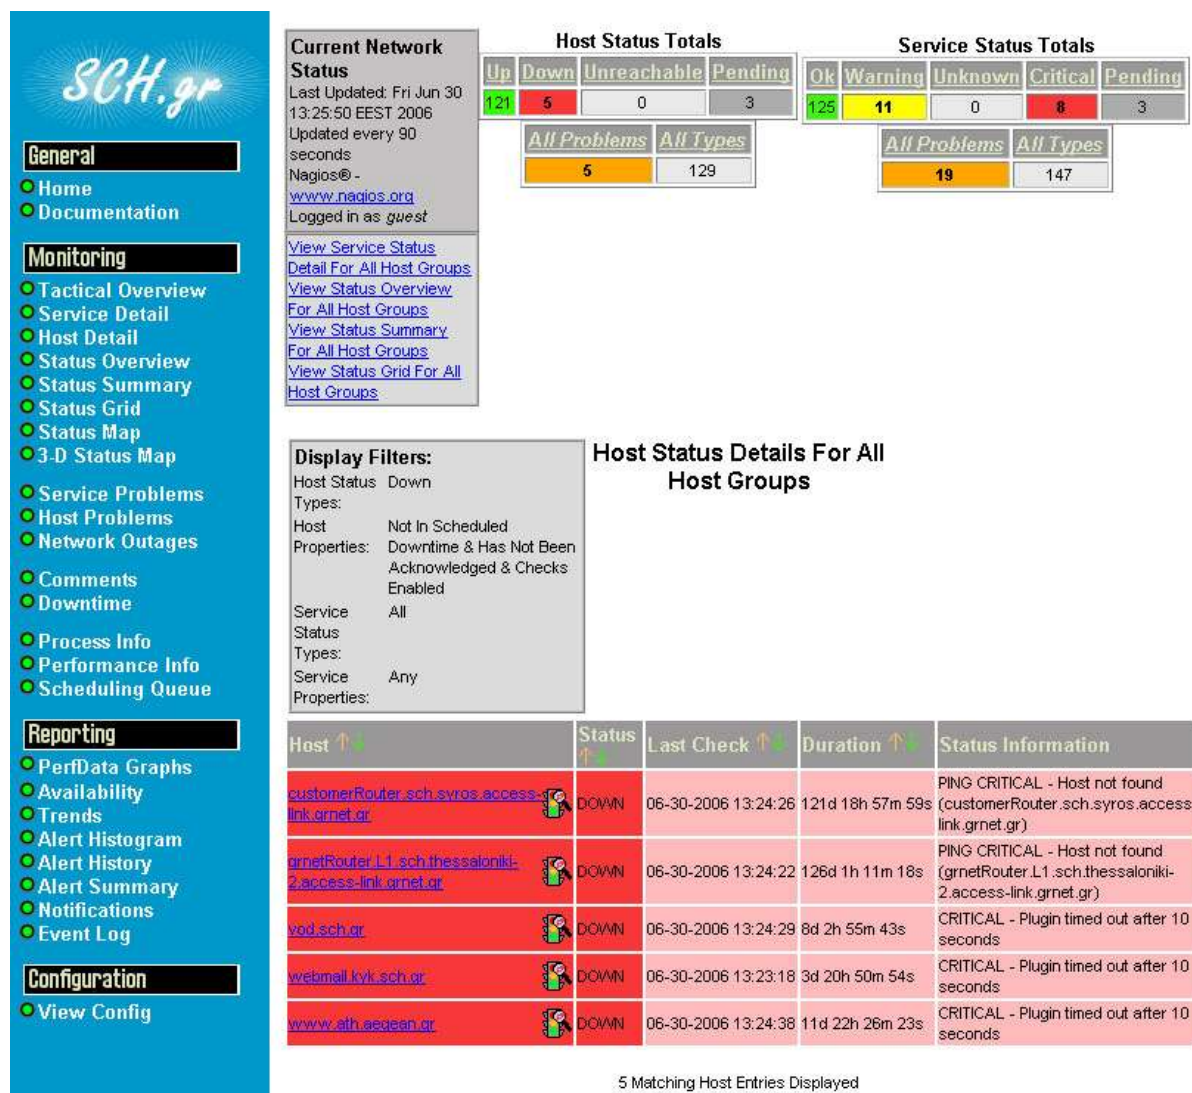 SCH.gr
General
Home
Documentation
Monitoring
Tactical Overview
Service Detail
Host Detail
Status Overview
Status Summary
Status Grid
Status Map
3-D Status Map
Service Problems
Host Problems
Network Outages
Comments
Downtime
Process Info
Performance Info
Scheduling Queue
Reporting
PerfData Graphs
Availability
Trends
Alert Histogram
Alert History
Alert Summary
Notifications
Event Log
Configuration
View Config
Current Network
Status
Last Updated: Fri Jun 30
13:25:50 EEST 2006
Updated every 90
seconds
Nagios® -
www.nagios.org
Logged in as guest
View Service Status
Detail For All Host Groups
View Status Overview
For All Host Groups
View Status Summary
For All Host Groups
View Status Grid For All
Host Groups
Host Status Totals
Up Down Unreachable Pending
121 5 0 3
All Problems All Types
5 129
Service Status Totals
Ok Warning Unknown Critical Pending
125 11 0 8 3
All Problems All Types
19 147
Display Filters:
Host Status Down
Types:
Host Not In Scheduled
Properties: Downtime & Has Not Been
Acknowledged & Checks
Enabled
Service All
Status
Types:
Service Any
Properties:
Host Status Details For All
Host Groups
Host Status Last Check Duration Status Information
customerRouter.sch.syros.access-
link.grnet.gr
DOWN 06-30-2006 13:24:26 121d 18h 57m 59s
PING CRITICAL - Host not found
(customerRouter.sch.syros.access
link.grnet.gr)
grnetRouter.L1.sch.thessaloniki-
2.access-link.grnet.gr
DOWN 06-30-2006 13:24:22 126d 1h 11m 18s
PING CRITICAL - Host not found
(grnetRouter.L1.sch.thessaloniki-
2.access-link.grnet.gr)
vod.sch.gr DOWN 06-30-2006 13:24:29 8d 2h 55m 43s
CRITICAL - Plugin timed out after 10
seconds
webmail.kyk.sch.gr DOWN 06-30-2006 13:23:18 3d 20h 50m 54s
CRITICAL - Plugin timed out after 10
seconds
www.ath.aegean.gr DOWN 06-30-2006 13:24:38 11d 22h 26m 23s
CRITICAL - Plugin timed out after 10
seconds
5 Matching Host Entries Displayed